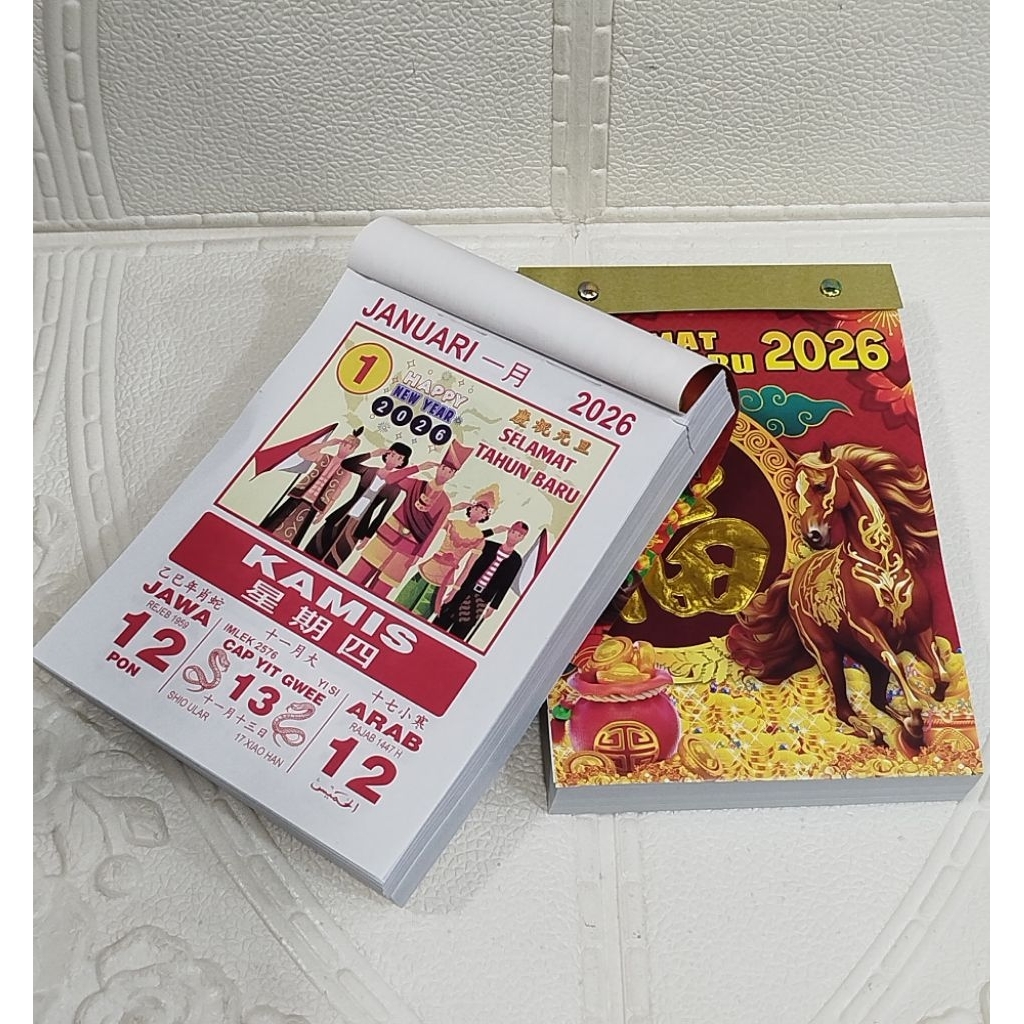 JANUARI 一月
2026
1
HAPPY
NEW YEAR
2026
慶祝元旦
SELAMAT
TAHUN BARU
KAMIS
星期四
乙巳年肖蛇
JAWA
REJEB 1959
12
PON
SHIO ULAR
十一月大
IMLEK 2576
YI SI
CAP YIT GWEE
13
十一月十三日
17 XIAO HAN
十七小寒
ARAB
RAJAB 1447 H
12
الخميس
MAT
BU 2026